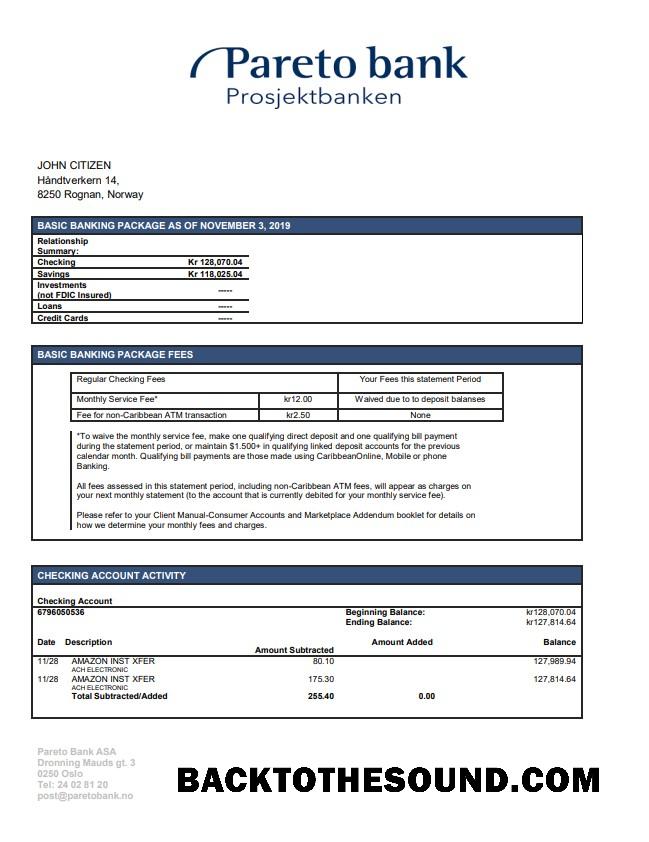 Pareto bank
Prosjektbanken
JOHN CITIZEN
Håndtverkern 14,
8250 Rognan, Norway
BASIC BANKING PACKAGE AS OF NOVEMBER 3, 2019
Relationship
Summary:
Checking Kr 128,070.04
Savings Kr 118,025.04
Investments
(not FDIC Insured) -----
Loans -----
Credit Cards -----
BASIC BANKING PACKAGE FEES
Regular Checking Fees Your Fees this statement Period
Monthly Service Fee* kr12.00 Waived due to to deposit balanses
Fee for non-Caribbean ATM transaction kr2.50 None
*To waive the monthly service fee, make one qualifying direct deposit and one qualifying bill payment
during the statement period, or maintain $1.500+ in qualifying linked deposit accounts for the previous
calendar month. Qualifying bill payments are those made using CaribbeanOnline, Mobile or phone
Banking.
All fees assessed in this statement period, including non-Caribbean ATM fees, will appear as charges on
your next monthly statement (to the account that is currently debited for your monthly service fee).
Please refer to your Client Manual-Consumer Accounts and Marketplace Addendum booklet for details on
how we determine your monthly fees and charges.
CHECKING ACCOUNT ACTIVITY
Checking Account
6796050536 Beginning Balance: kr128,070.04
Ending Balance: kr127,814.64
Date Description Amount Subtracted Amount Added Balance
11/28 AMAZON INST XFER 80.10 127,989.94
ACH ELECTRONIC
11/28 AMAZON INST XFER 175.30 127,814.64
ACH ELECTRONIC
Total Subtracted/Added 255.40 0.00
Pareto Bank ASA
Dronning Mauds gt. 3
0250 Oslo
Tel: 24 02 81 20
post@paretobank.no
BACKTOTHESOUND.COM